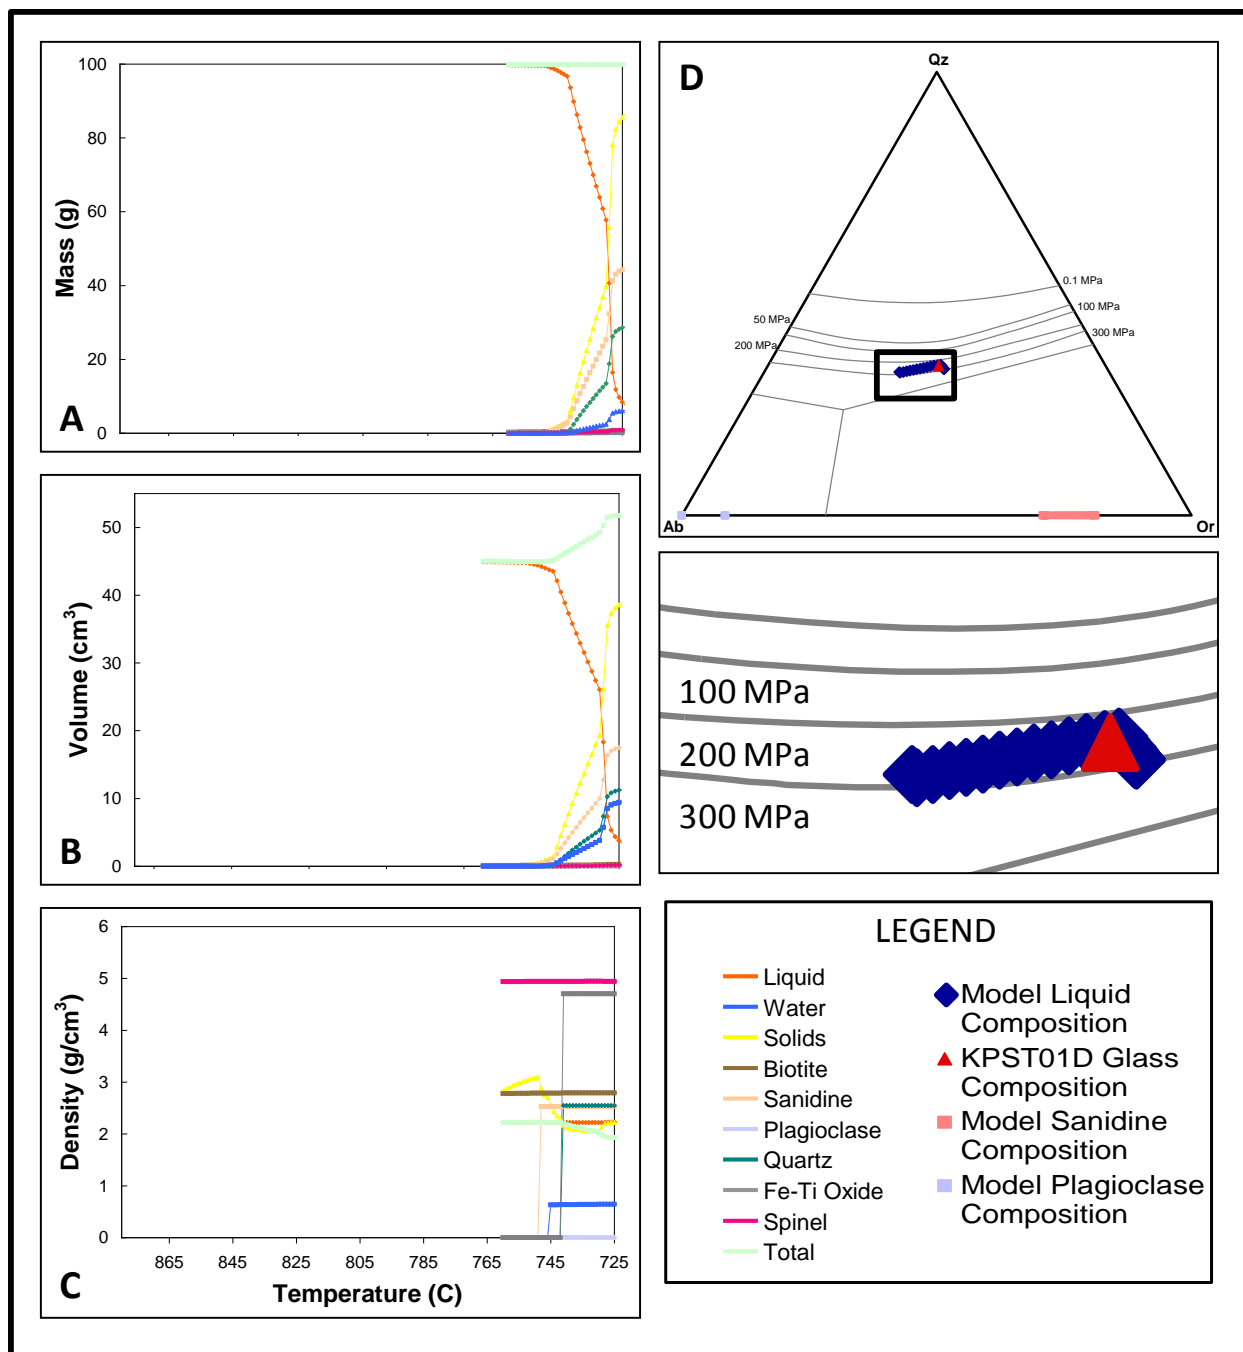 100
80
60
40
20
0
Mass (g)
A
50
40
30
20
10
0
Volume (cm³)
B
6
5
4
3
2
1
0
Density (g/cm³)
865 845 825 805 785 765 745 725
Temperature (C)
C
D
Qz
0.1 MPa
50 MPa
100 MPa
200 MPa
300 MPa
Ab
Or
100 MPa
200 MPa
300 MPa
LEGEND
Liquid
Water
Solids
Biotite
Sanidine
Plagioclase
Quartz
Fe-Ti Oxide
Spinel
Total
Model Liquid
Composition
KPST01D Glass
Composition
Model Sanidine
Composition
Model Plagioclase
Composition